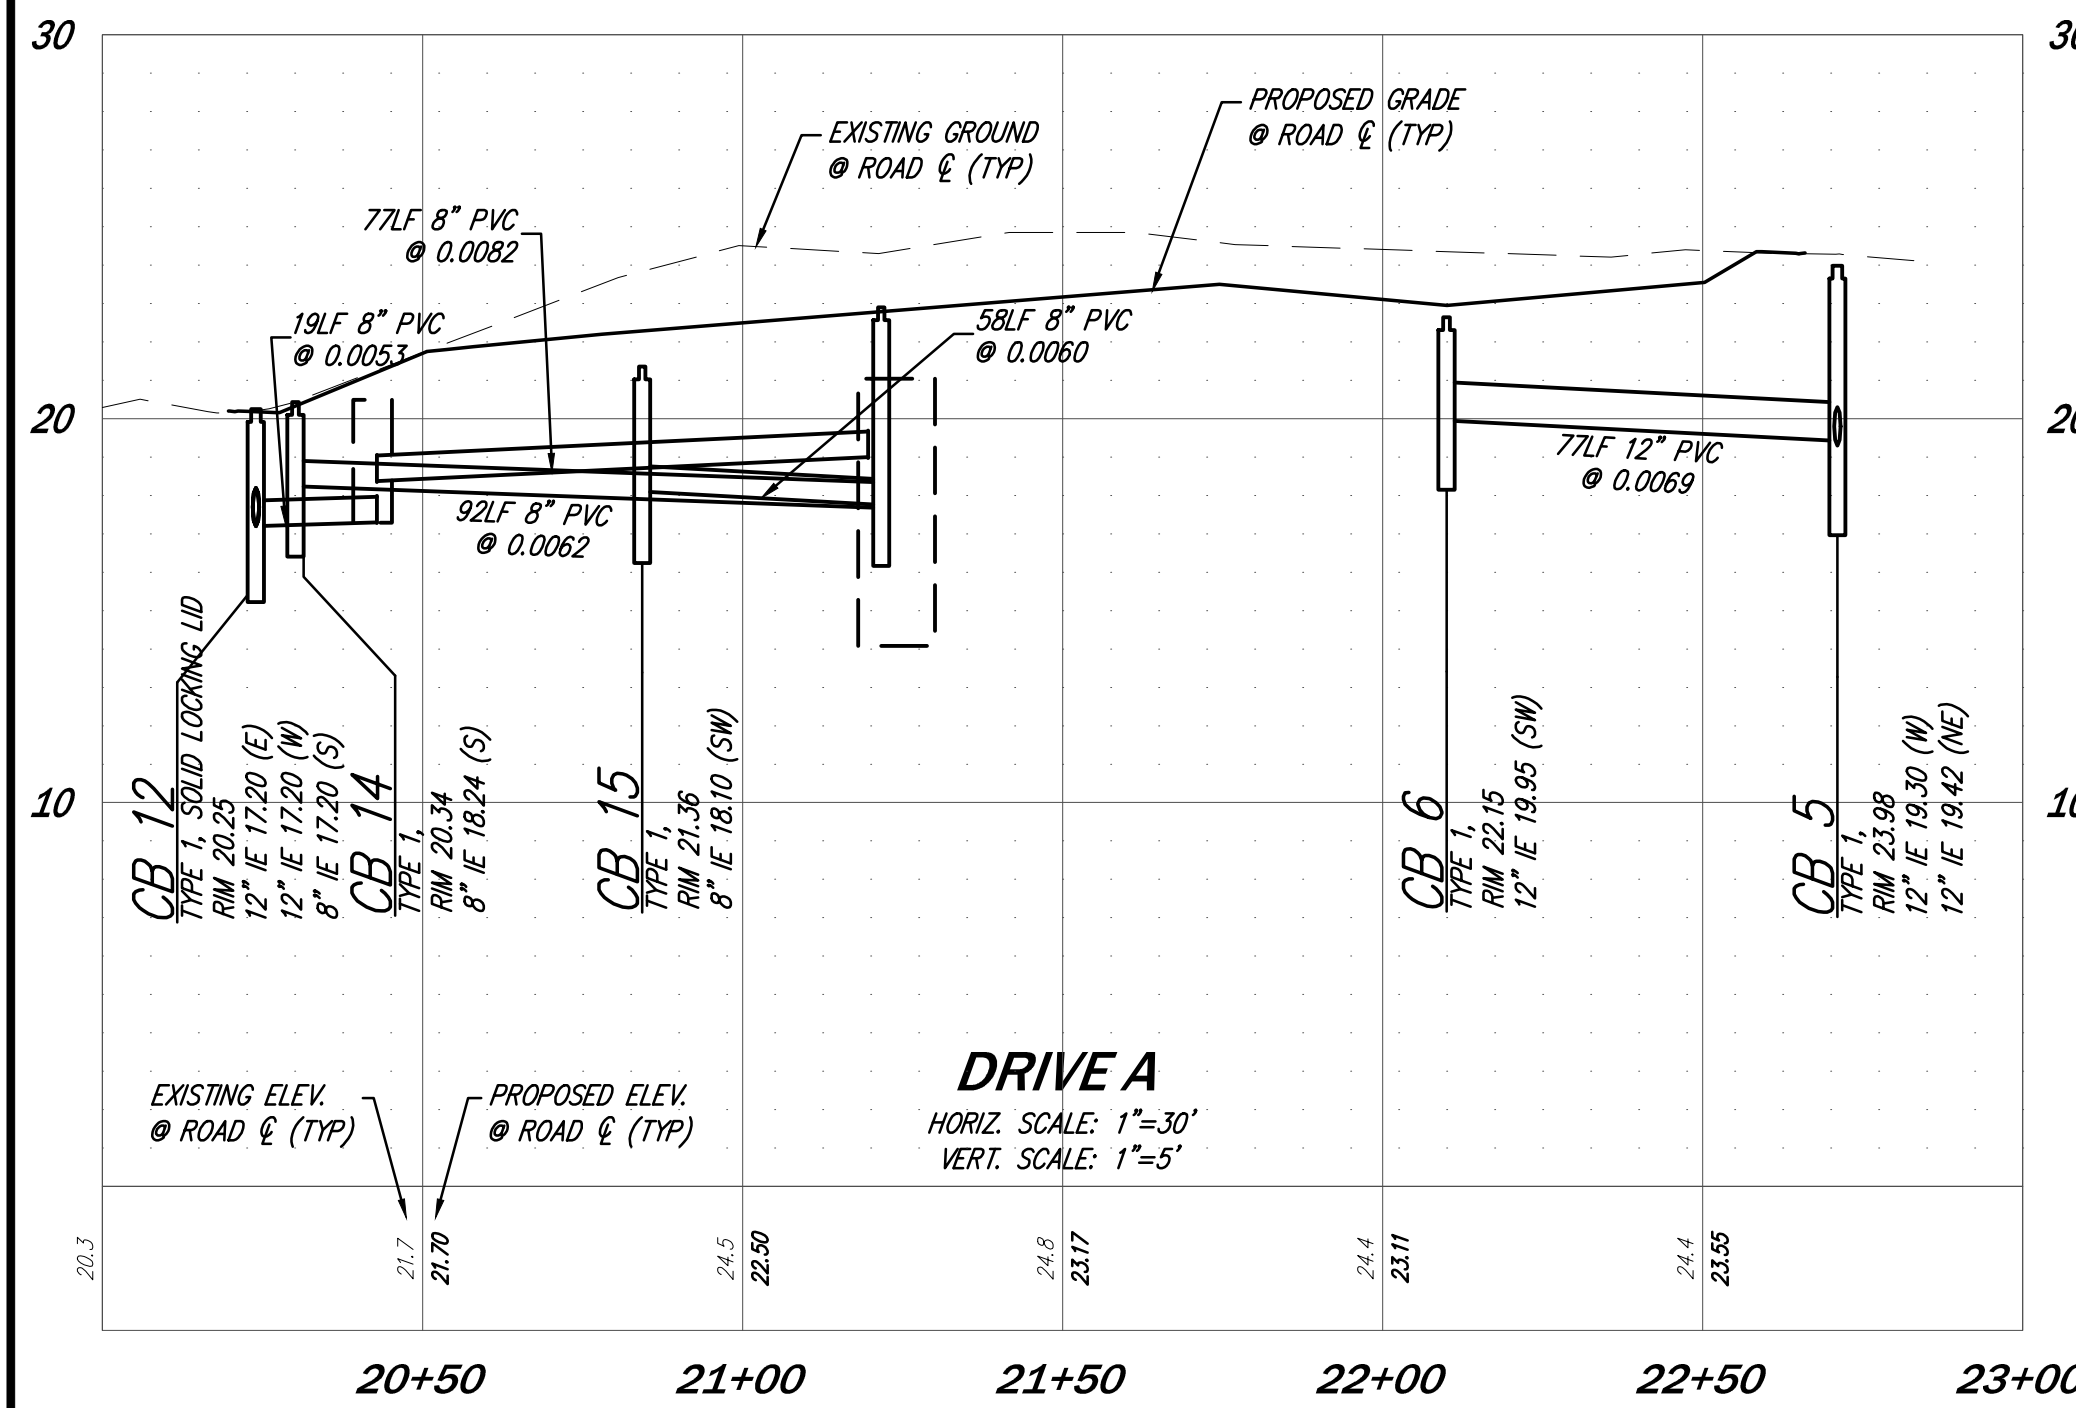 30
30
PROPOSED GRADE
@ ROAD ℄ (TYP)
EXISTING GROUND
@ ROAD ℄ (TYP)
77LF 8" PVC
@ 0.0082
19LF 8" PVC
@ 0.0053
58LF 8" PVC
@ 0.0060
20
20
77LF 12" PVC
@ 0.0069
92LF 8" PVC
@ 0.0062
10
10
CB 12
TYPE 1, SOLID LOCKING LID
RIM 20.25
12" IE 17.20 (E)
12" IE 17.20 (W)
8" IE 17.20 (S)
CB 14
TYPE 1,
RIM 20.34
8" IE 18.24 (S)
CB 15
TYPE 1,
RIM 21.36
8" IE 18.10 (SW)
CB 6
TYPE 1,
RIM 22.15
12" IE 19.95 (SW)
CB 5
TYPE 1,
RIM 23.98
12" IE 19.30 (W)
12" IE 19.42 (NE)
DRIVE A
HORIZ. SCALE: 1"=30'
VERT. SCALE: 1"=5'
EXISTING ELEV.
@ ROAD ℄ (TYP)
PROPOSED ELEV.
@ ROAD ℄ (TYP)
20.3
21.7
21.70
24.5
22.50
24.8
23.17
24.4
23.11
24.4
23.55
20+50
21+00
21+50
22+00
22+50
23+00